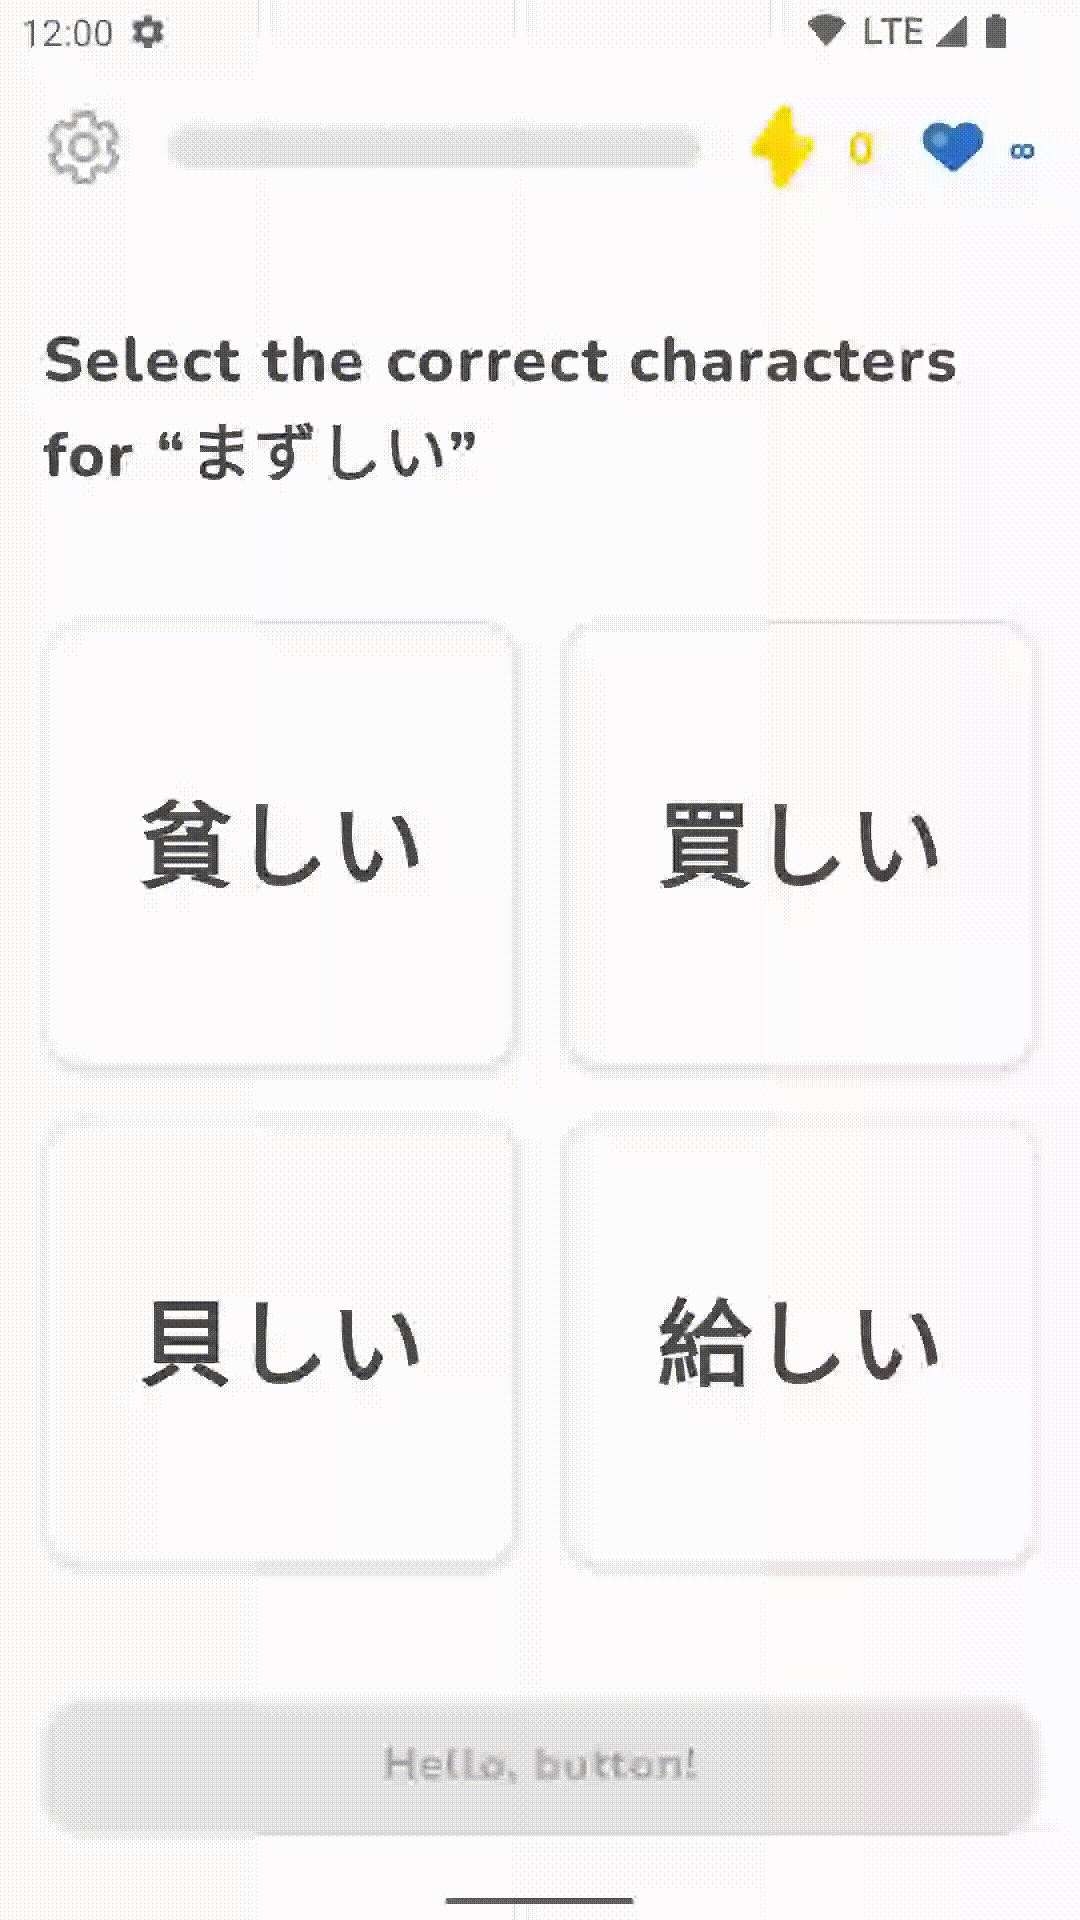 12:00 LTE
0 ∞
Select the correct characters
for “まずしい”
貧しい 買しい
貝しい 給しい
Hello, button!